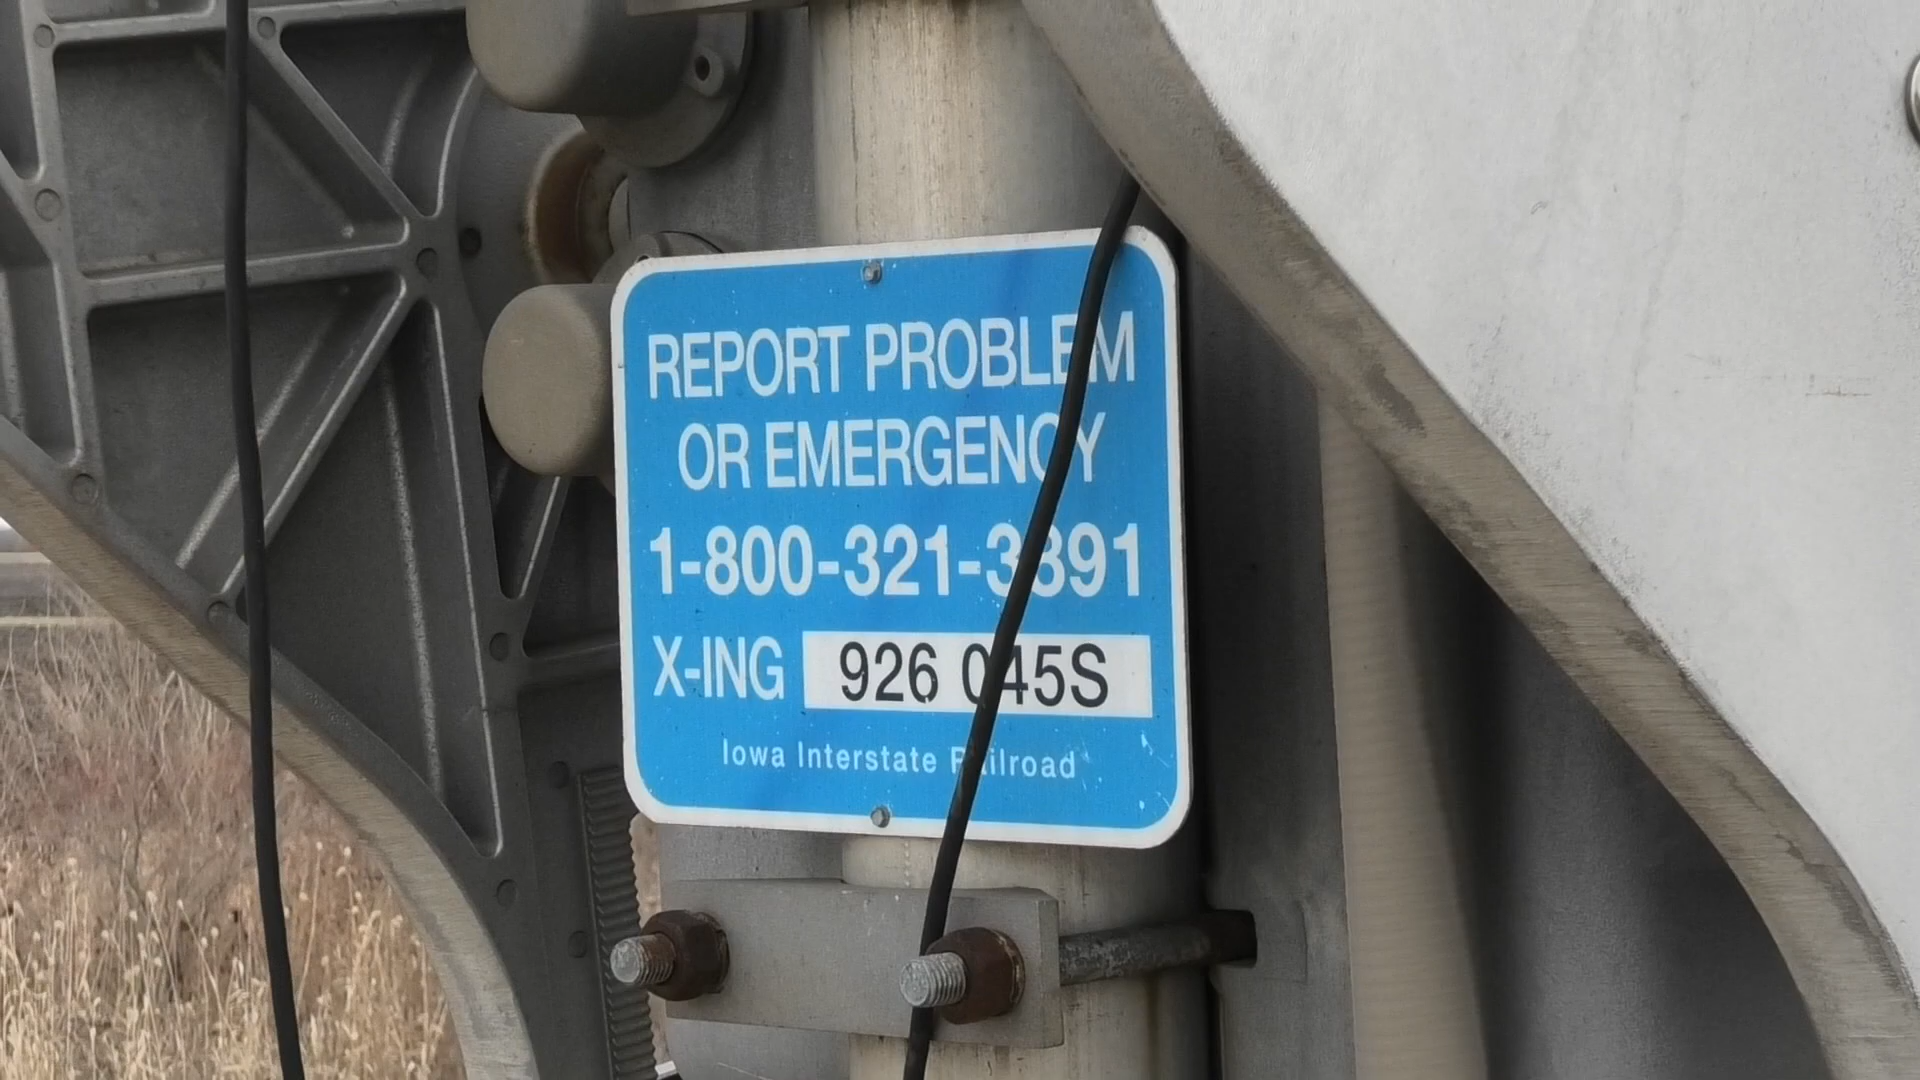 REPORT PROBLEM
OR EMERGENCY
1-800-321-3891
X-ING 926 045S
Iowa Interstate Railroad